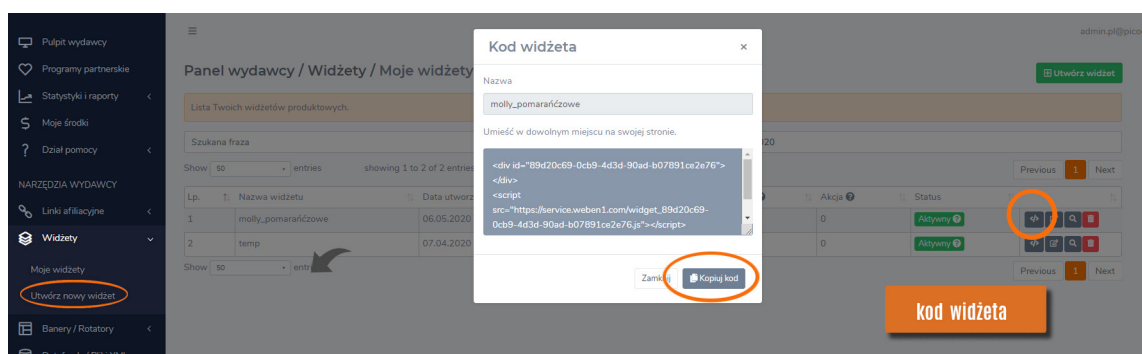 Pulpit wydawcy
Programy partnerskie
Statystyki i raporty
Moje środki
Dział pomocy
NARZĘDZIA WYDAWCY
Linki afiliacyjne
Widżety
Moje widżety
Utwórz nowy widżet
Banery / Rotatory
admin.pl@pico
Panel wydawcy / Widżety / Moje widżety
Utwórz widżet
Lista Twoich widżetów produktowych.
Szukana fraza
20
Show 50 entries showing 1 to 2 of 2 entries
Previous 1 Next
Lp. Nazwa widżetu Data utworz Akcja Status
1 molly_pomarańćzowe 06.05.2020 0 Aktywny
2 temp 07.04.2020 0 Aktywny
Show 50 entr
Previous 1 Next
Kod widżeta ×
Nazwa
molly_pomarańćzowe
Umieść w dowolnym miejscu na swojej stronie.
<div id="89d20c69-0cb9-4d3d-90ad-b07891ce2e76">
</div>
<script
src="https://service.weben1.com/widget_89d20c69-
0cb9-4d3d-90ad-b07891ce2e76.js"></script>
Zamknij Kopiuj kod
kod widżeta